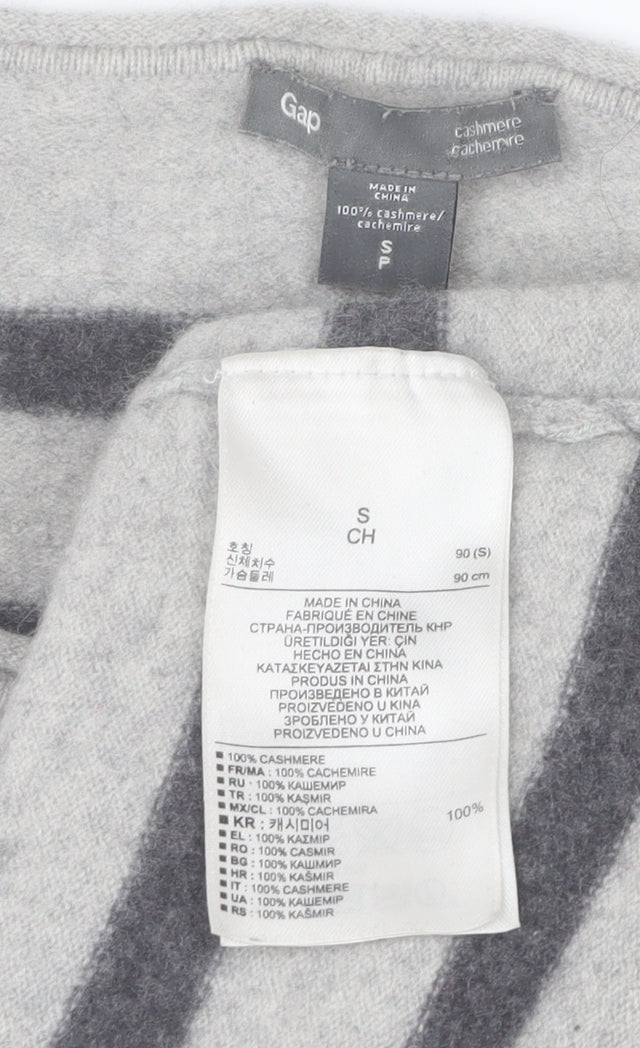 Gap
cashmere
cachemire
MADE IN
CHINA
100% cashmere/
cachemire
S
P
S
CH
호칭 90 (S)
신체치수
가슴둘레 90 cm
MADE IN CHINA
FABRIQUÉ EN CHINE
СТРАНА-ПРОИЗВОДИТЕЛЬ КНР
ÜRETILDIĞI YER: ÇIN
HECHO EN CHINA
ΚΑΤΑΣΚΕΥΑΖΕΤΑΙ ΣΤΗΝ ΚΙΝΑ
PRODUS IN CHINA
ПРОИЗВЕДЕНО В КИТАЙ
PROIZVEDENO U KINA
ЗРОБЛЕНО У КИТАЙ
PROIZVEDENO U CHINA
■ 100% CASHMERE
■ FR/MA : 100% CACHEMIRE
■ RU : 100% КАШЕМИР
■ TR : 100% KAŞMIR
■ MX/CL : 100% CACHEMIRA
■ KR : 캐시미어 100%
■ EL : 100% ΚΑΣΜΙΡ
■ RO : 100% CASMIR
■ BG : 100% КАШМИР
■ HR : 100% KAŠMIR
■ IT : 100% CASHMERE
■ UA : 100% КАШЕМІР
■ RS : 100% KAŠMIR